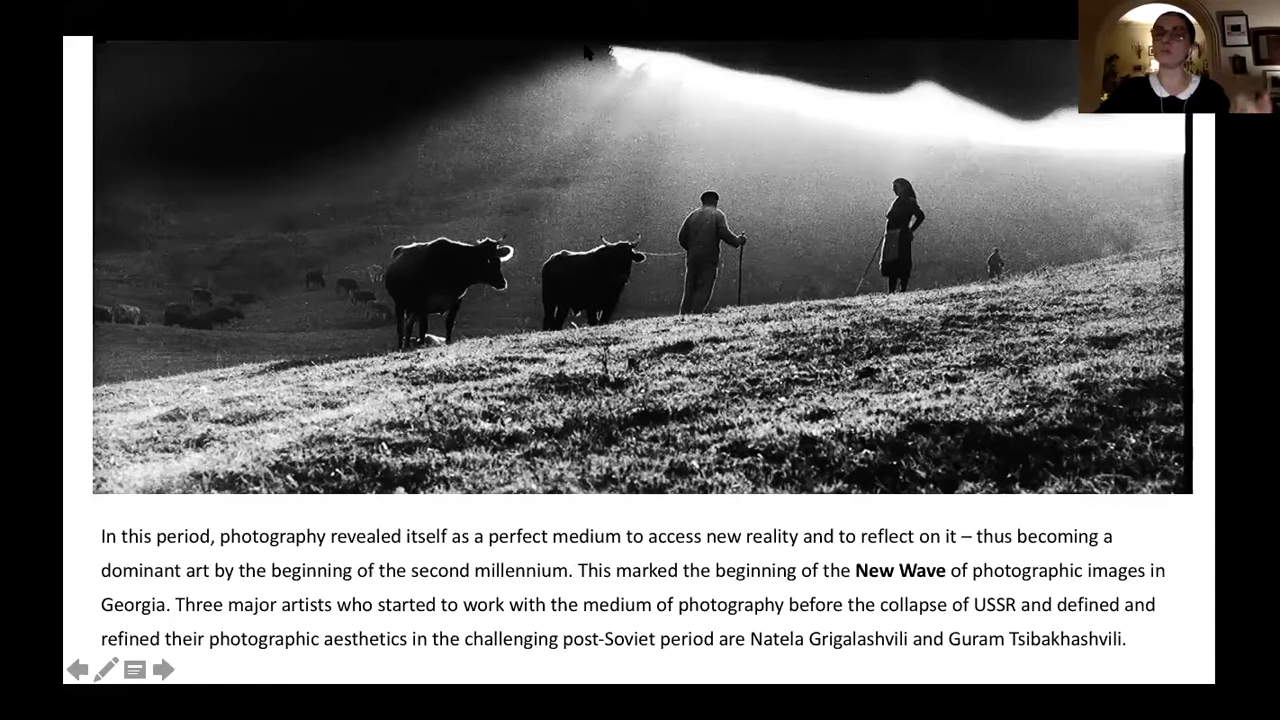 In this period, photography revealed itself as a perfect medium to access new reality and to reflect on it – thus becoming a
dominant art by the beginning of the second millennium. This marked the beginning of the New Wave of photographic images in
Georgia. Three major artists who started to work with the medium of photography before the collapse of USSR and defined and
refined their photographic aesthetics in the challenging post-Soviet period are Natela Grigalashvili and Guram Tsibakhashvili.